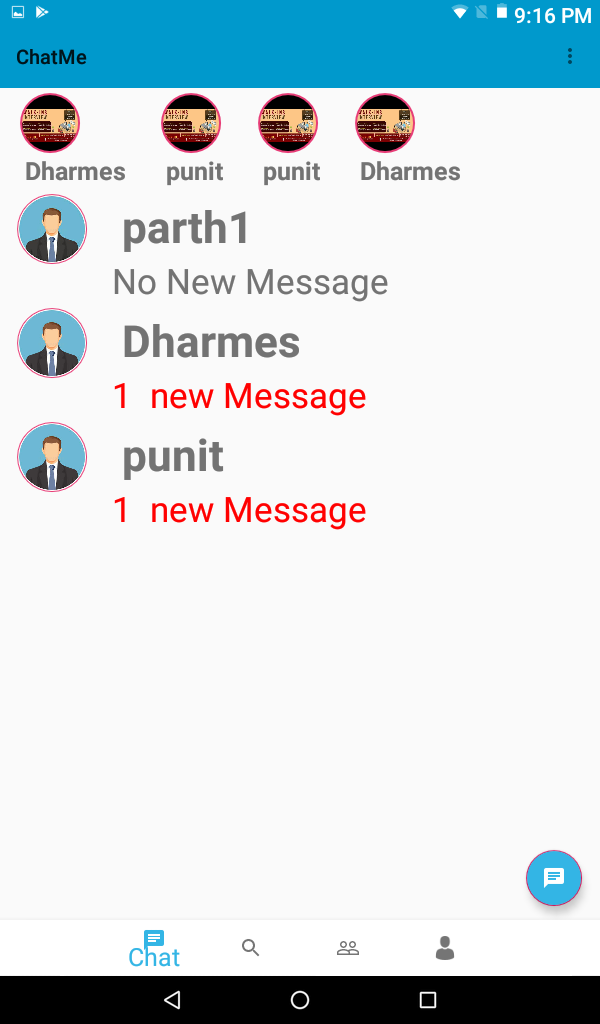 9:16 PM
ChatMe
Dharmes punit punit Dharmes
parth1
No New Message
Dharmes
1 new Message
punit
1 new Message
Chat